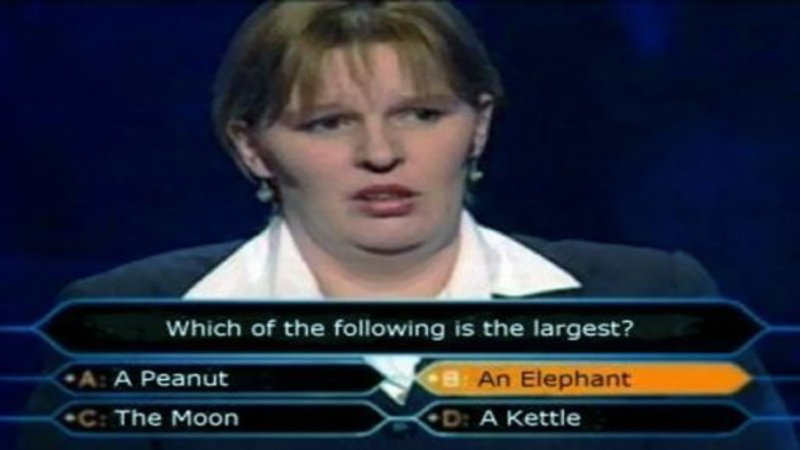 Which of the following is the largest?
A: A Peanut
B: An Elephant
C: The Moon
D: A Kettle